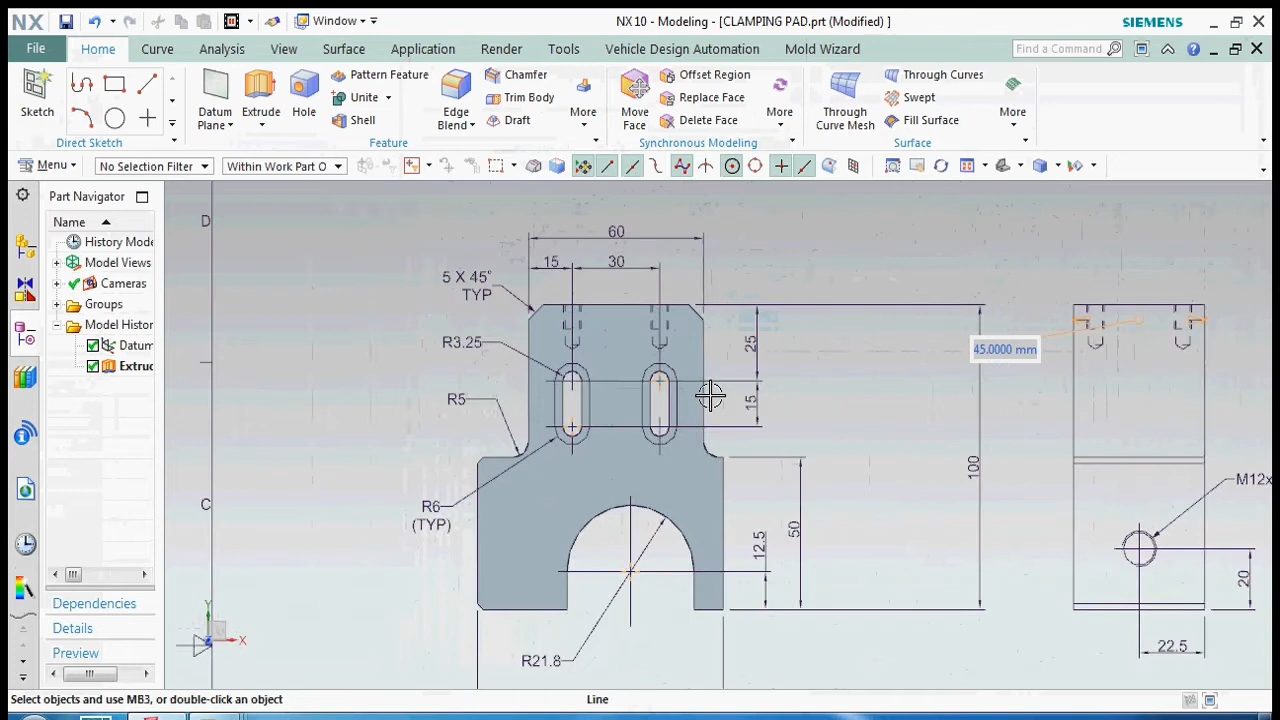 NX
Window
NX 10 - Modeling - [CLAMPING PAD.prt (Modified) ]
SIEMENS
File
Home
Curve
Analysis
View
Surface
Application
Render
Tools
Vehicle Design Automation
Mold Wizard
Find a Command
Sketch
Direct Sketch
Datum
Plane
Extrude
Hole
Pattern Feature
Unite
Shell
Edge
Blend
Chamfer
Trim Body
Draft
More
Feature
Move
Face
Offset Region
Replace Face
Delete Face
More
Synchronous Modeling
Through
Curve Mesh
Through Curves
Swept
Fill Surface
More
Surface
Menu
No Selection Filter
Within Work Part O
Part Navigator
Name
History Mode
Model Views
Cameras
Groups
Model Histor
Datum
Extruc
Dependencies
Details
Preview
D
C
60
15
30
5 X 45°
TYP
R3.25
R5
R6
(TYP)
R21.8
25
15
12.5
50
100
45.0000 mm
M12x
20
22.5
Y
X
Select objects and use MB3, or double-click an object
Line